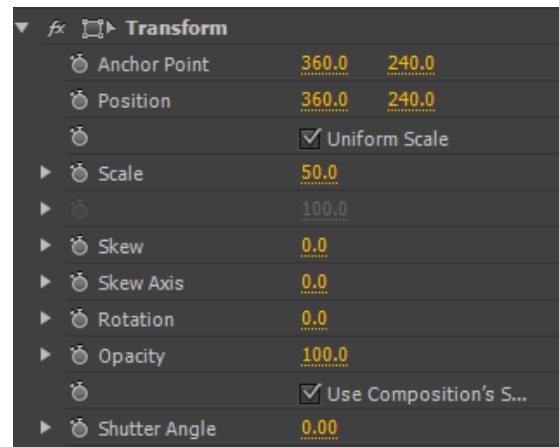 fx Transform
Anchor Point 360.0 240.0
Position 360.0 240.0
Uniform Scale
Scale 50.0
100.0
Skew 0.0
Skew Axis 0.0
Rotation 0.0
Opacity 100.0
Use Composition's S...
Shutter Angle 0.00